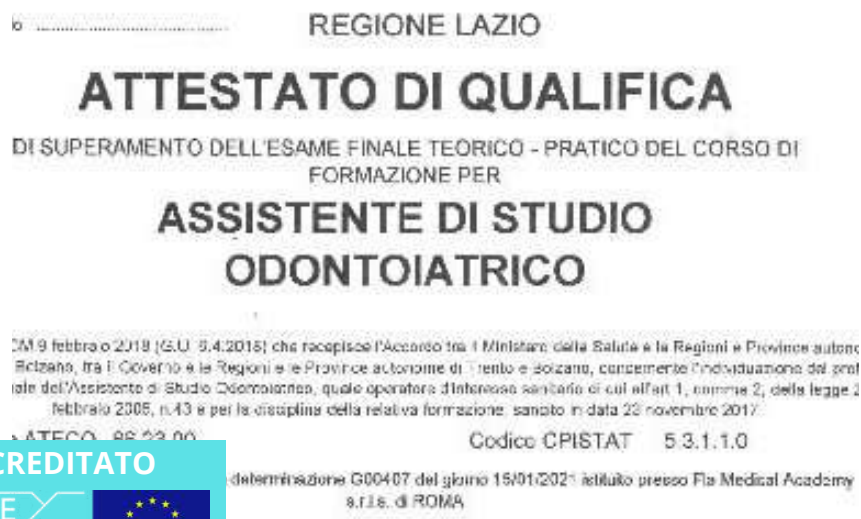 REGIONE LAZIO
ATTESTATO DI QUALIFICA
DI SUPERAMENTO DELL'ESAME FINALE TEORICO - PRATICO DEL CORSO DI
FORMAZIONE PER
ASSISTENTE DI STUDIO
ODONTOIATRICO
9 febbraio 2018 (G.U. 6.4.2018) che recepisce l'Accordo tra il Ministero della Salute e le Regioni e Province
Bolzano, tra il Governo e le Regioni e le Province autonome di Trento e Bolzano, concernente l'individuazione del
dell'Assistente di Studio Odontoiatrico, quale operatore d'interesse sanitario di cui all'art 1, comma 2, della legge
febbraio 2006, n.43 e per la disciplina della relativa formazione, sancito in data 23 novembre 2017
ATECO 86.23.00 Codice CPISTAT 5.3.1.1.0
CREDITATO
determinazione G00407 del giorno 15/01/2021 istituito presso Fla Medical Academy
s.r.l.s. di ROMA